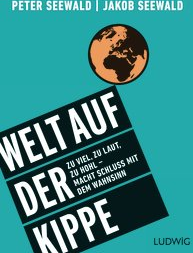 PETER SEEWALD | JAKOB SEEWALD
WELT AUF
DER
KIPPE
ZU VIEL, ZU LAUT,
ZU HOHL –
MACHT SCHLUSS MIT
DEM WAHNSINN
LUDWIG